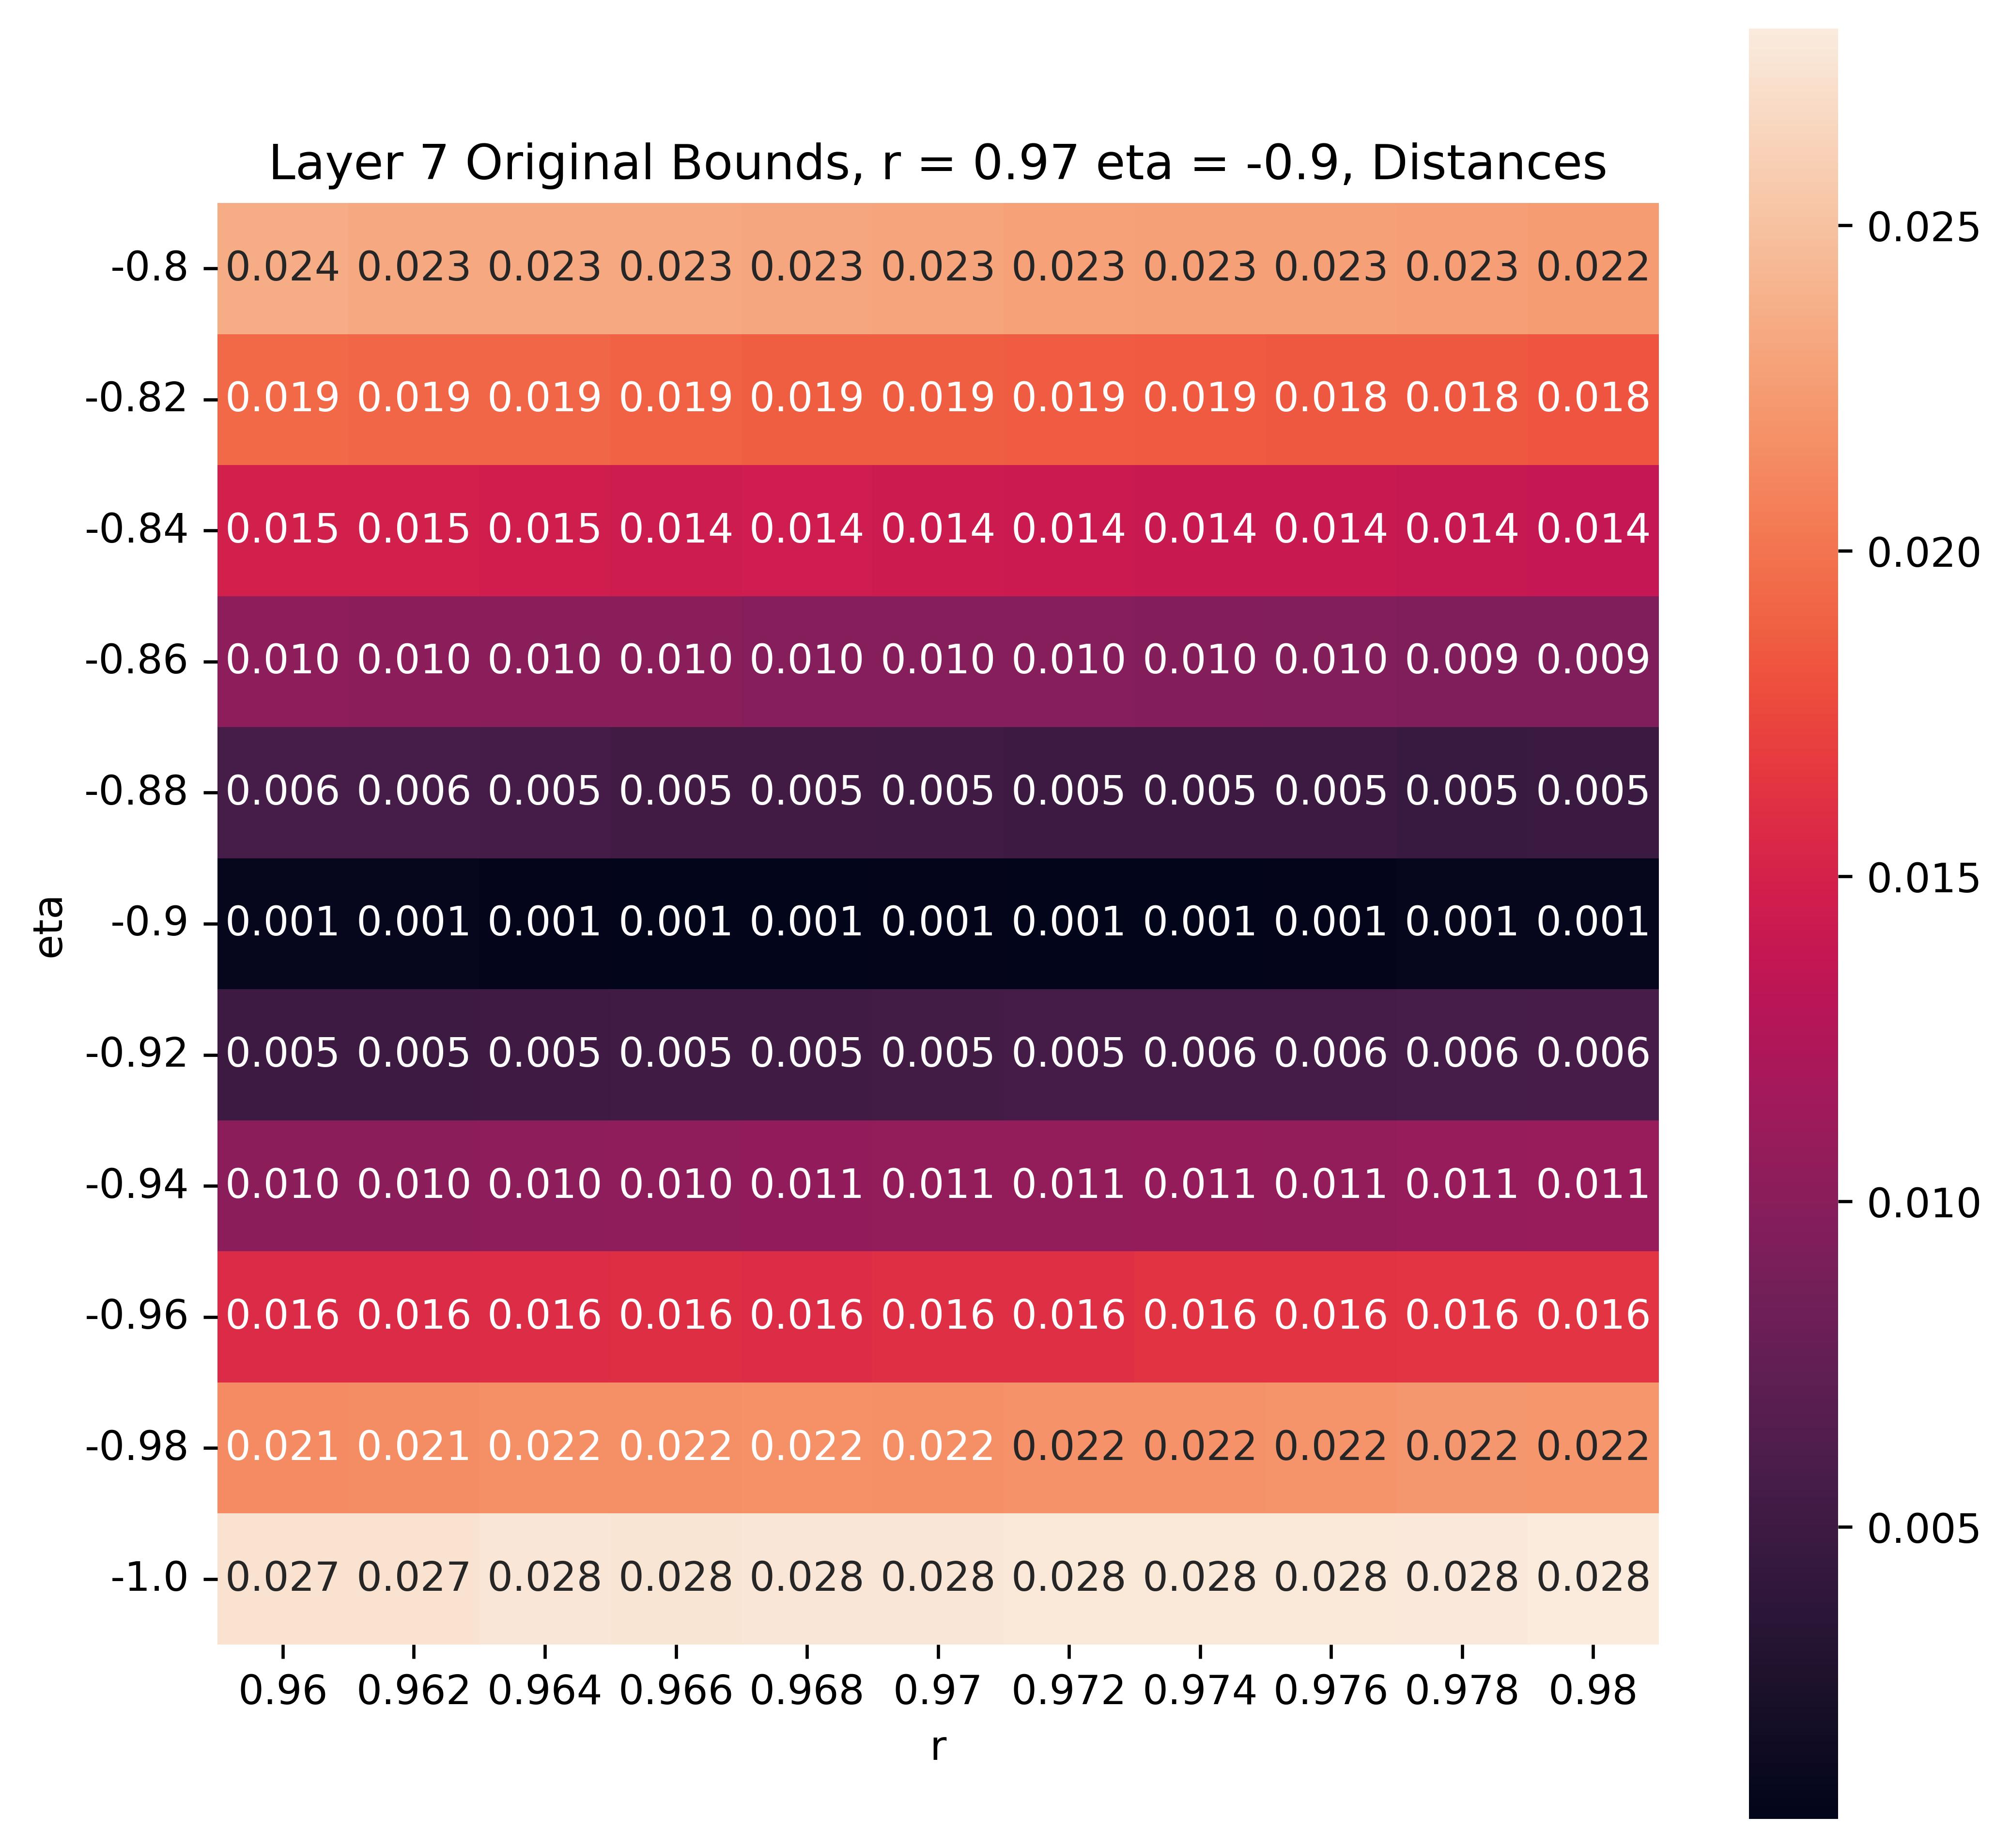 Layer 7 Original Bounds, r = 0.97 eta = -0.9, Distances
-0.8 0.024 0.023 0.023 0.023 0.023 0.023 0.023 0.023 0.023 0.023 0.022
-0.82 0.019 0.019 0.019 0.019 0.019 0.019 0.019 0.019 0.018 0.018 0.018
-0.84 0.015 0.015 0.015 0.014 0.014 0.014 0.014 0.014 0.014 0.014 0.014
-0.86 0.010 0.010 0.010 0.010 0.010 0.010 0.010 0.010 0.010 0.009 0.009
-0.88 0.006 0.006 0.005 0.005 0.005 0.005 0.005 0.005 0.005 0.005 0.005
-0.9 0.001 0.001 0.001 0.001 0.001 0.001 0.001 0.001 0.001 0.001 0.001
-0.92 0.005 0.005 0.005 0.005 0.005 0.005 0.005 0.006 0.006 0.006 0.006
-0.94 0.010 0.010 0.010 0.010 0.011 0.011 0.011 0.011 0.011 0.011 0.011
-0.96 0.016 0.016 0.016 0.016 0.016 0.016 0.016 0.016 0.016 0.016 0.016
-0.98 0.021 0.021 0.022 0.022 0.022 0.022 0.022 0.022 0.022 0.022 0.022
-1.0 0.027 0.027 0.028 0.028 0.028 0.028 0.028 0.028 0.028 0.028 0.028
0.96 0.962 0.964 0.966 0.968 0.97 0.972 0.974 0.976 0.978 0.98
r
eta
0.025
0.020
0.015
0.010
0.005